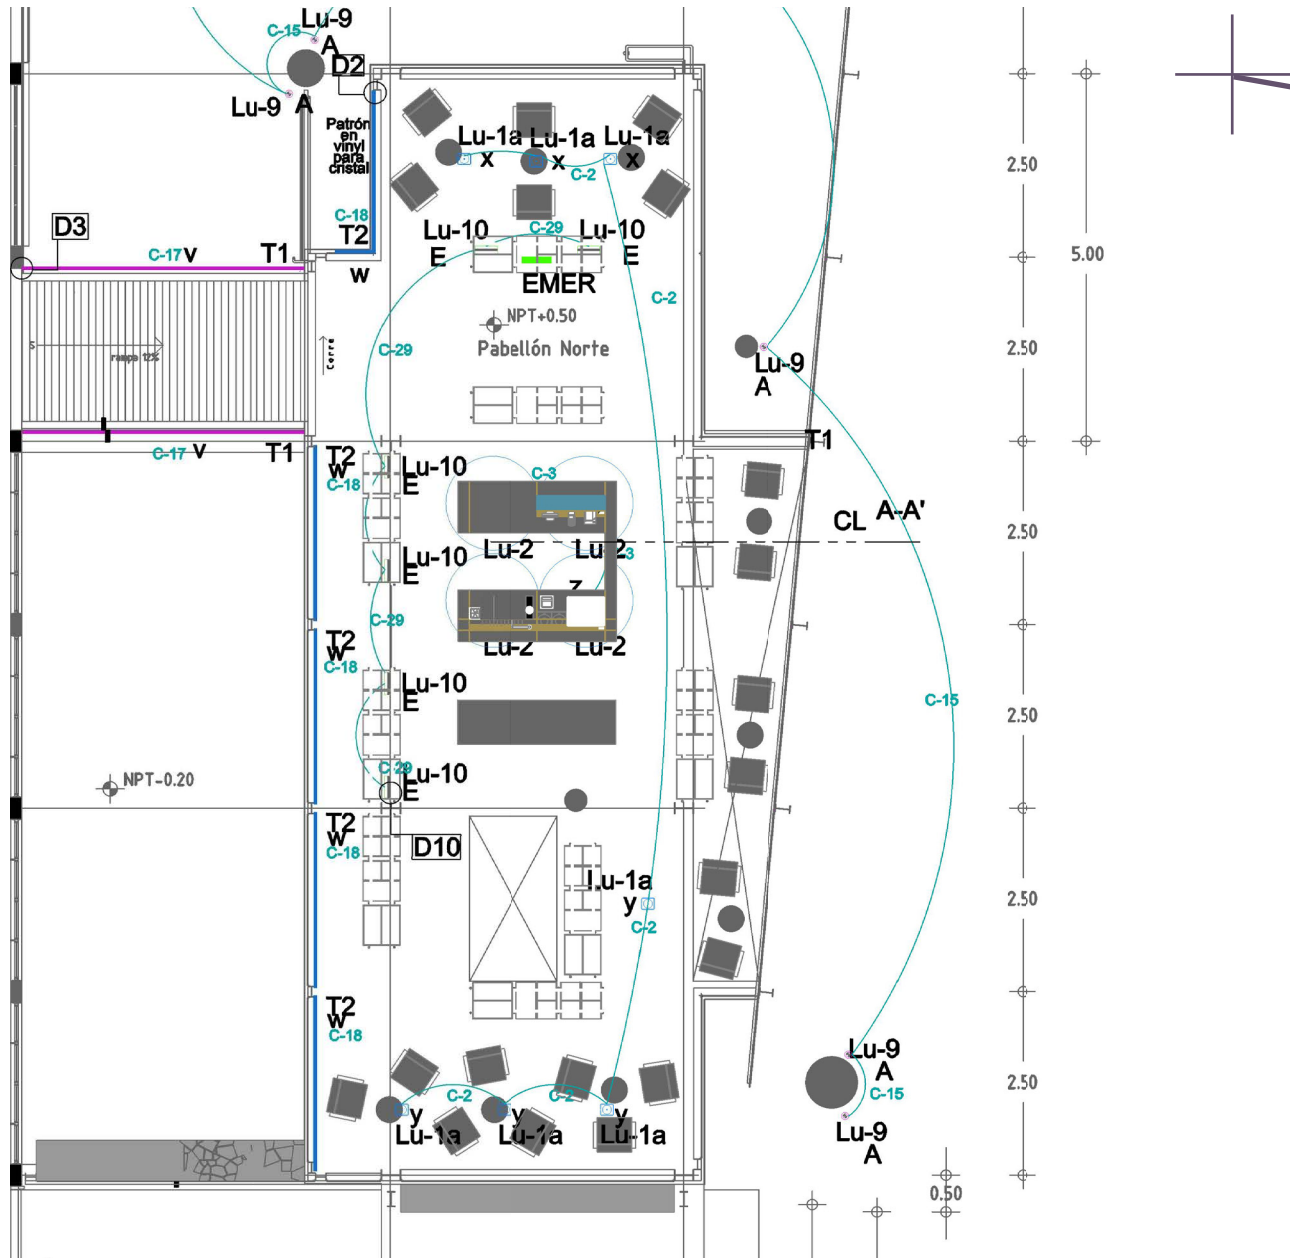 Lu-9
C-15
A
D2
Lu-9
A
Patrón
en
vinyl
para
cristal
Lu-1a
Lu-1a
Lu-1a
x
x
x
C-2
2.50
C-18
T2
w
D3
C-17
V
T1
Lu-10
C-29
Lu-10
E
E
EMER
5.00
C-2
NPT+0.50
Pabellón Norte
S
rampa 12%
Corre
C-29
2.50
Lu-9
A
C-17
V
T1
T1
T2
w
C-18
Lu-10
E
C-3
A-A'
CL
2.50
Lu-2
Lu-2
3
Lu-10
E
Z
C-29
T2
w
C-18
Lu-2
Lu-2
Lu-10
E
C-15
2.50
C-29
Lu-10
E
NPT-0.20
T2
w
C-18
D10
Lu-1a
y
C-2
2.50
T2
w
C-18
Lu-9
A
C-15
2.50
C-2
C-2
y
y
y
Lu-1a
Lu-1a
Lu-1a
Lu-9
A
0.50